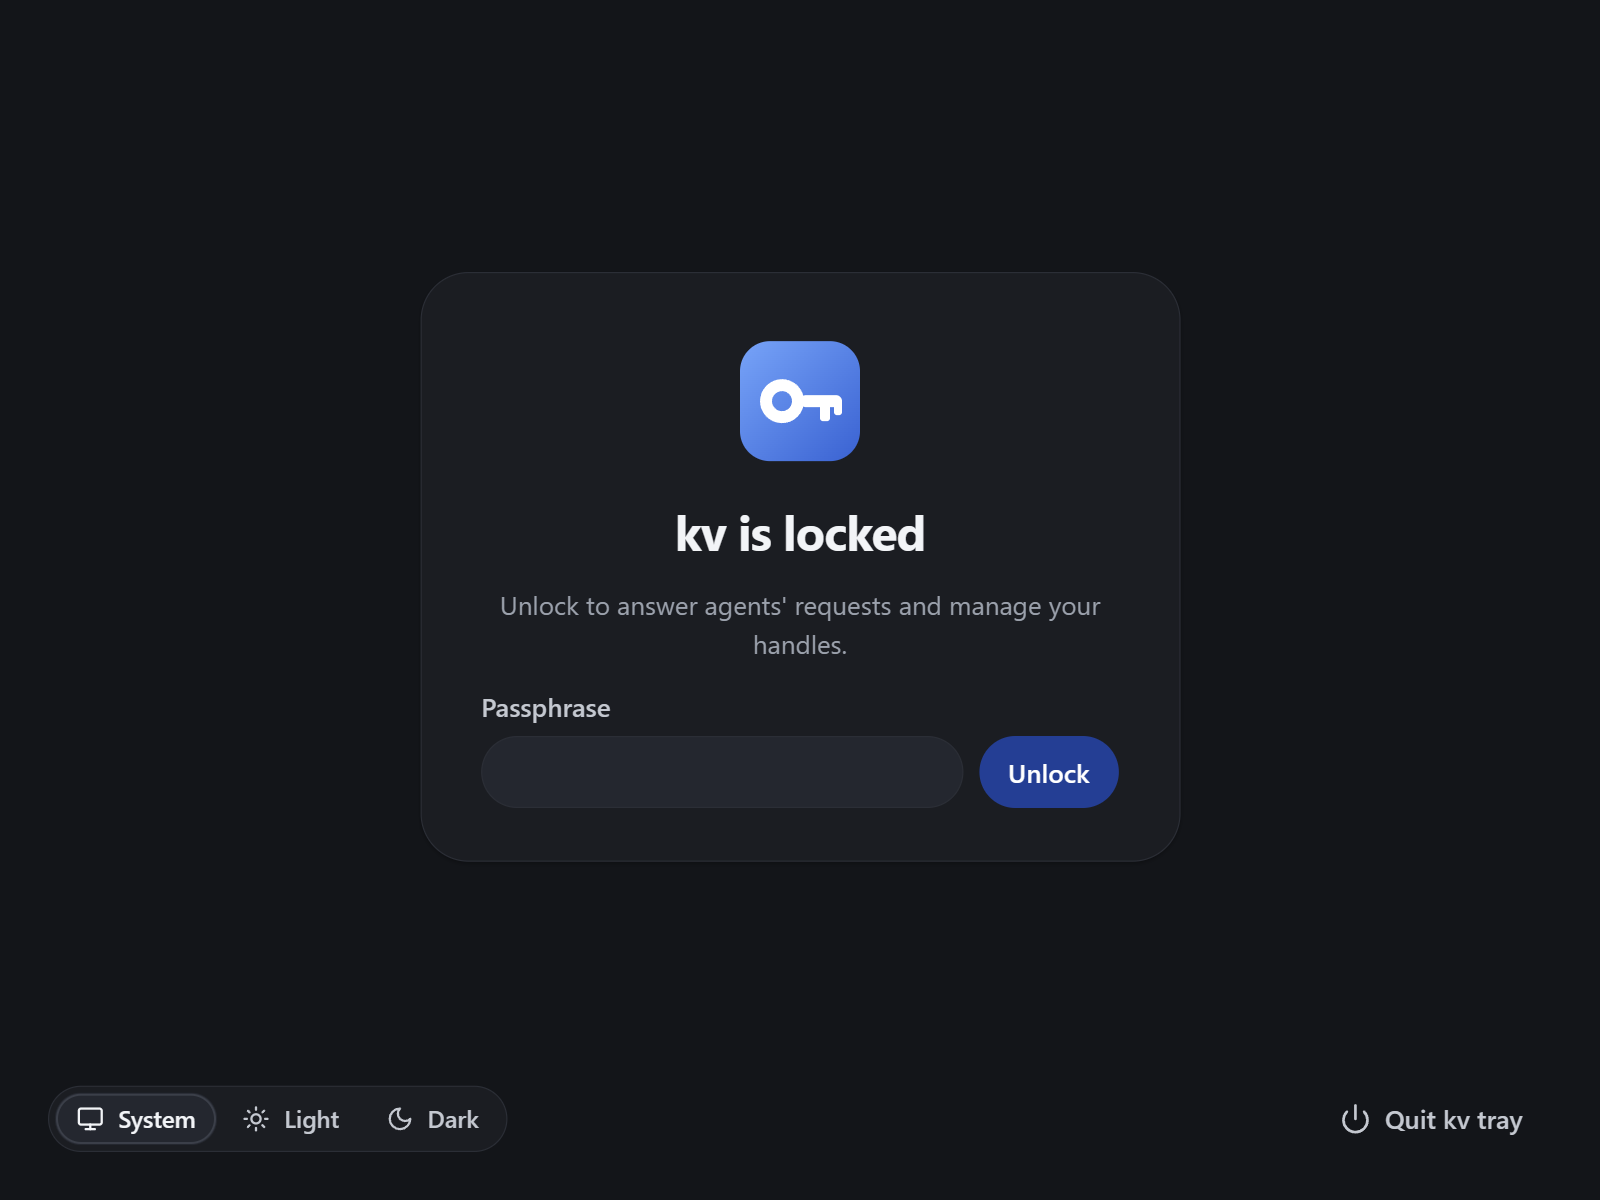 kv is locked
Unlock to answer agents' requests and manage your
handles.
Passphrase
Unlock
System Light Dark
Quit kv tray